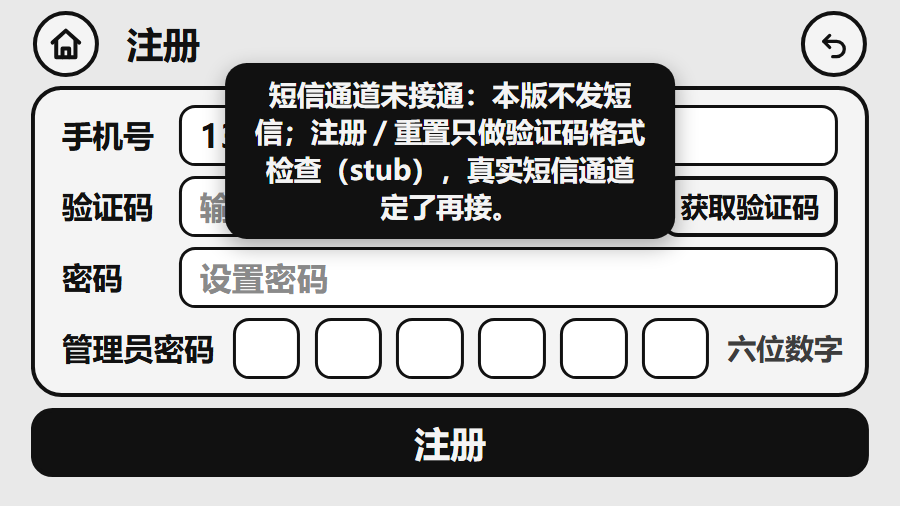 注册
短信通道未接通：本版不发短
信；注册 / 重置只做验证码格式
检查（stub），真实短信通道
定了再接。
手机号
验证码
获取验证码
密码
设置密码
管理员密码
六位数字
注册